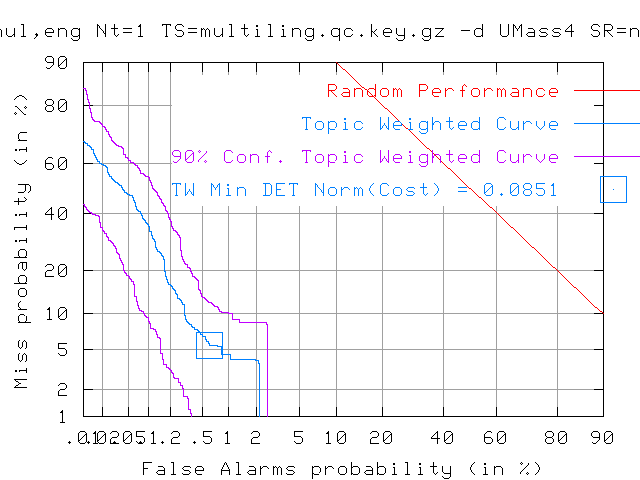 nul,eng Nt=1 TS=multiling.qc.key.gz -d UMass4 SR=n
90
80
60
40
20
10
5
2
1
Miss probability (in %)
Random Performance
Topic Weighted Curve
90% Conf. Topic Weighted Curve
TW Min DET Norm(Cost) = 0.0851
.5 1 2 5 10 20 40 60 80 90
False Alarms probability (in %)